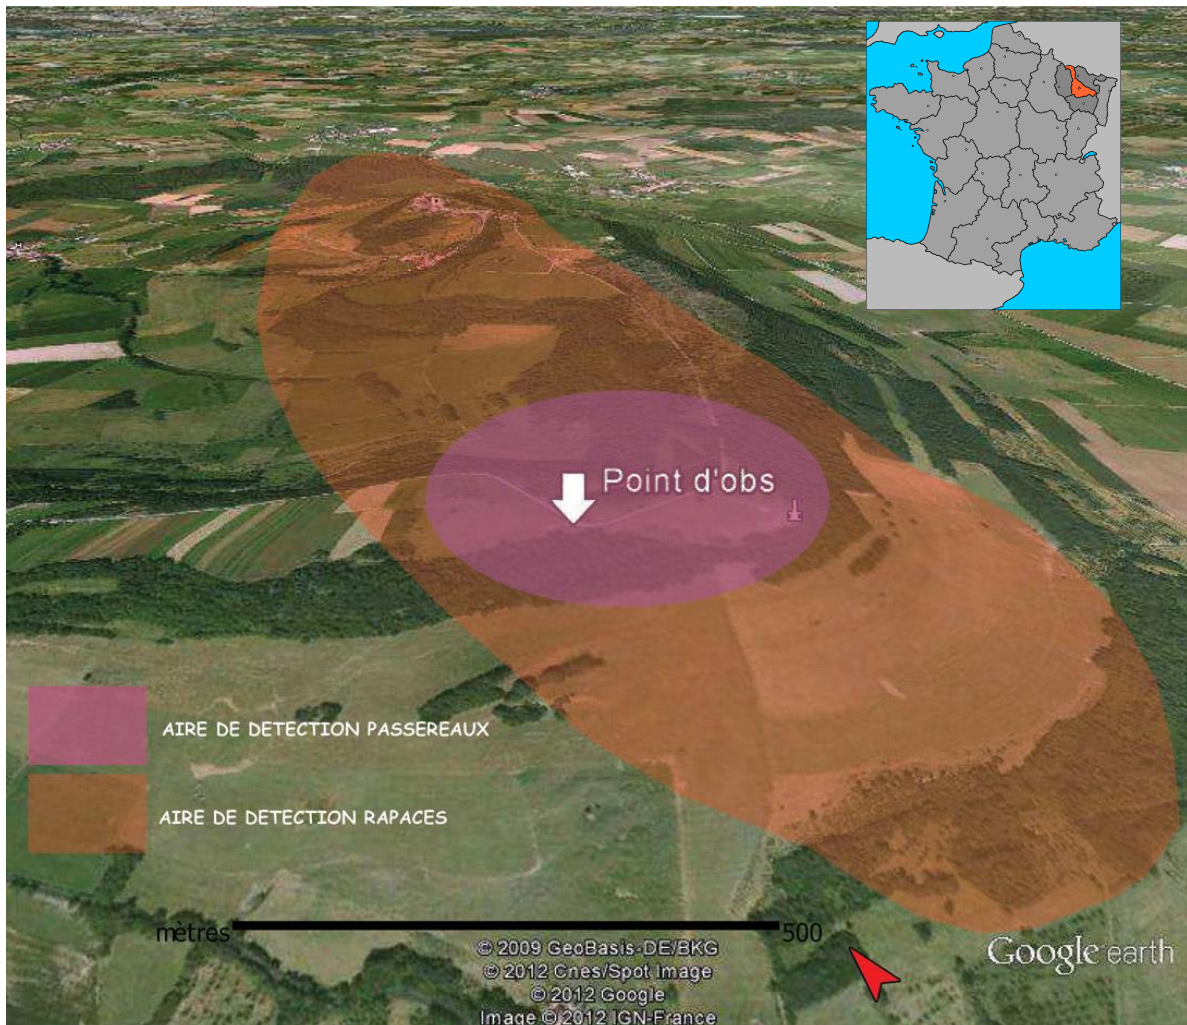 Point d'obs
AIRE DE DETECTION PASSEREAUX
AIRE DE DETECTION RAPACES
mètres 500
© 2009 GeoBasis-DE/BKG
© 2012 Cnes/Spot Image
© 2012 Google
Image © 2012 IGN-France
Google earth